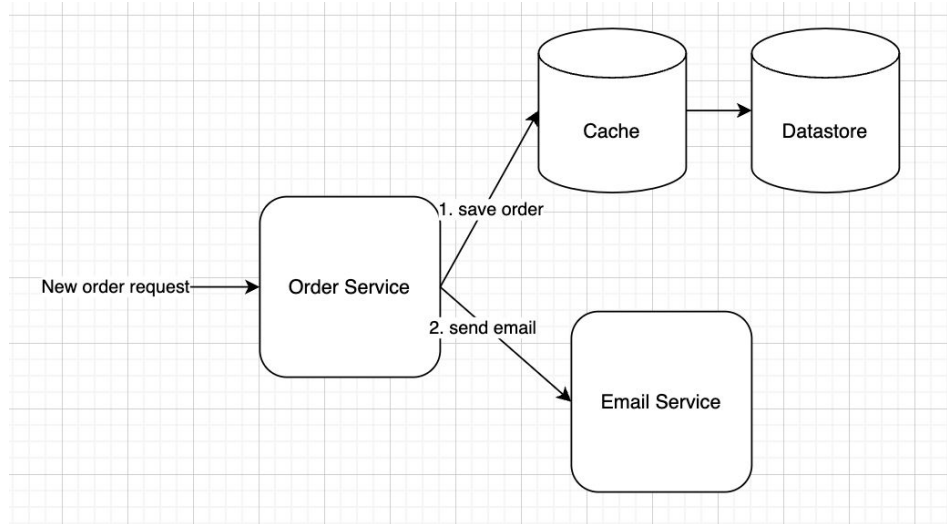 Cache
Datastore
1. save order
New order request
Order Service
2. send email
Email Service